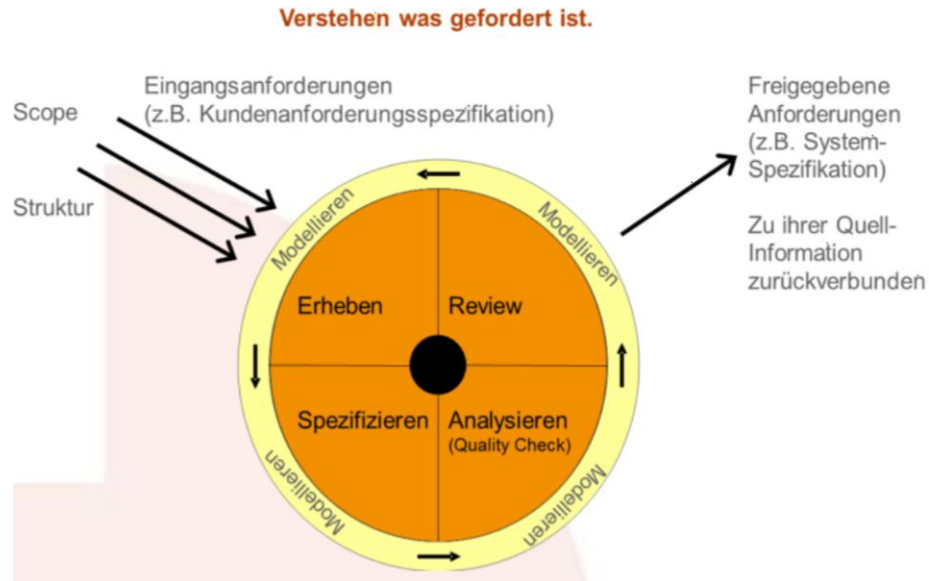 Verstehen was gefordert ist.
Eingangsanforderungen
(z.B. Kundenanforderungsspezifikation)
Scope
Struktur
Freigegebene
Anforderungen
(z.B. System-
Spezifikation)
Zu ihrer Quell-
Information
zurückverbunden
Modellieren
Modellieren
Erheben
Review
Spezifizieren
Analysieren
(Quality Check)
Modellieren
Modellieren